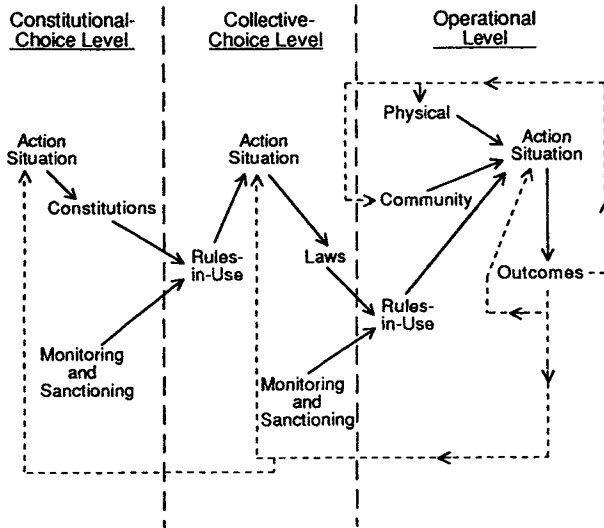 Constitutional-
Choice Level
Collective-
Choice Level
Operational
Level
Action
Situation
Constitutions
Monitoring
and
Sanctioning
Rules-
in-Use
Action
Situation
Laws
Monitoring
and
Sanctioning
Physical
Community
Rules-
in-Use
Action
Situation
Outcomes